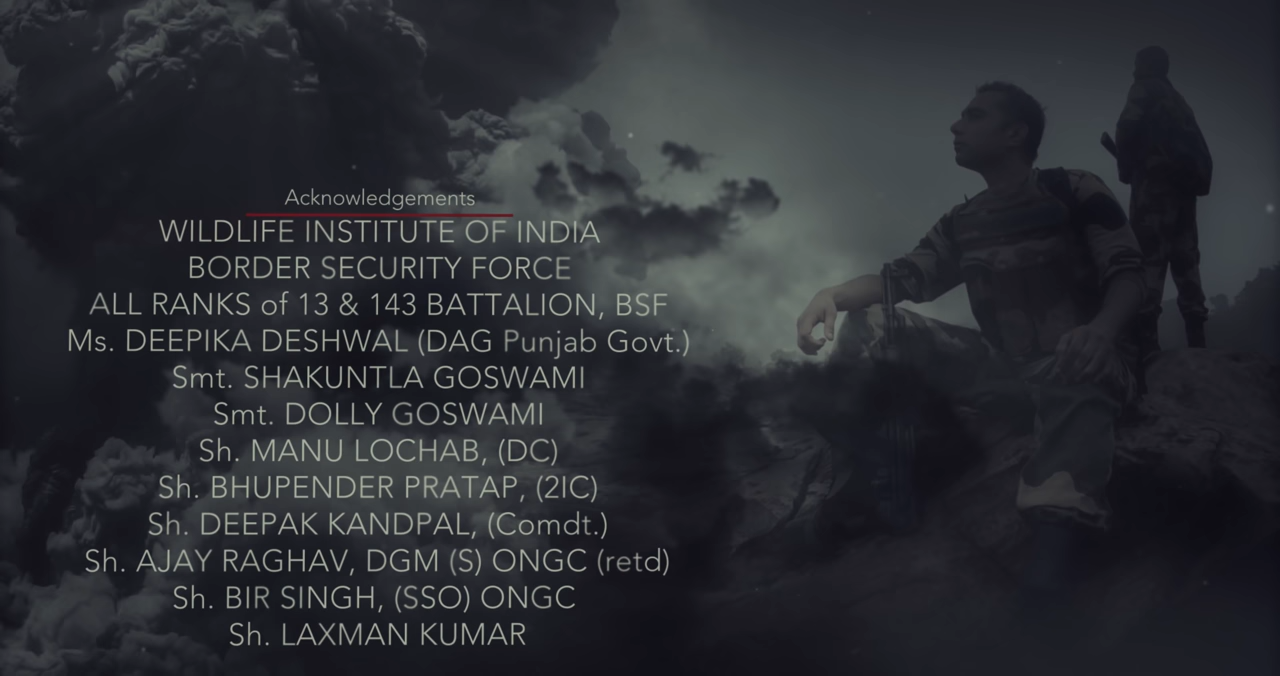 Acknowledgements
WILDLIFE INSTITUTE OF INDIA
BORDER SECURITY FORCE
ALL RANKS of 13 & 143 BATTALION, BSF
Ms. DEEPIKA DESHWAL (DAG Punjab Govt.)
Smt. SHAKUNTLA GOSWAMI
Smt. DOLLY GOSWAMI
Sh. MANU LOCHAB, (DC)
Sh. BHUPENDER PRATAP, (2IC)
Sh. DEEPAK KANDPAL, (Comdt.)
Sh. AJAY RAGHAV, DGM (S) ONGC (retd)
Sh. BIR SINGH, (SSO) ONGC
Sh. LAXMAN KUMAR